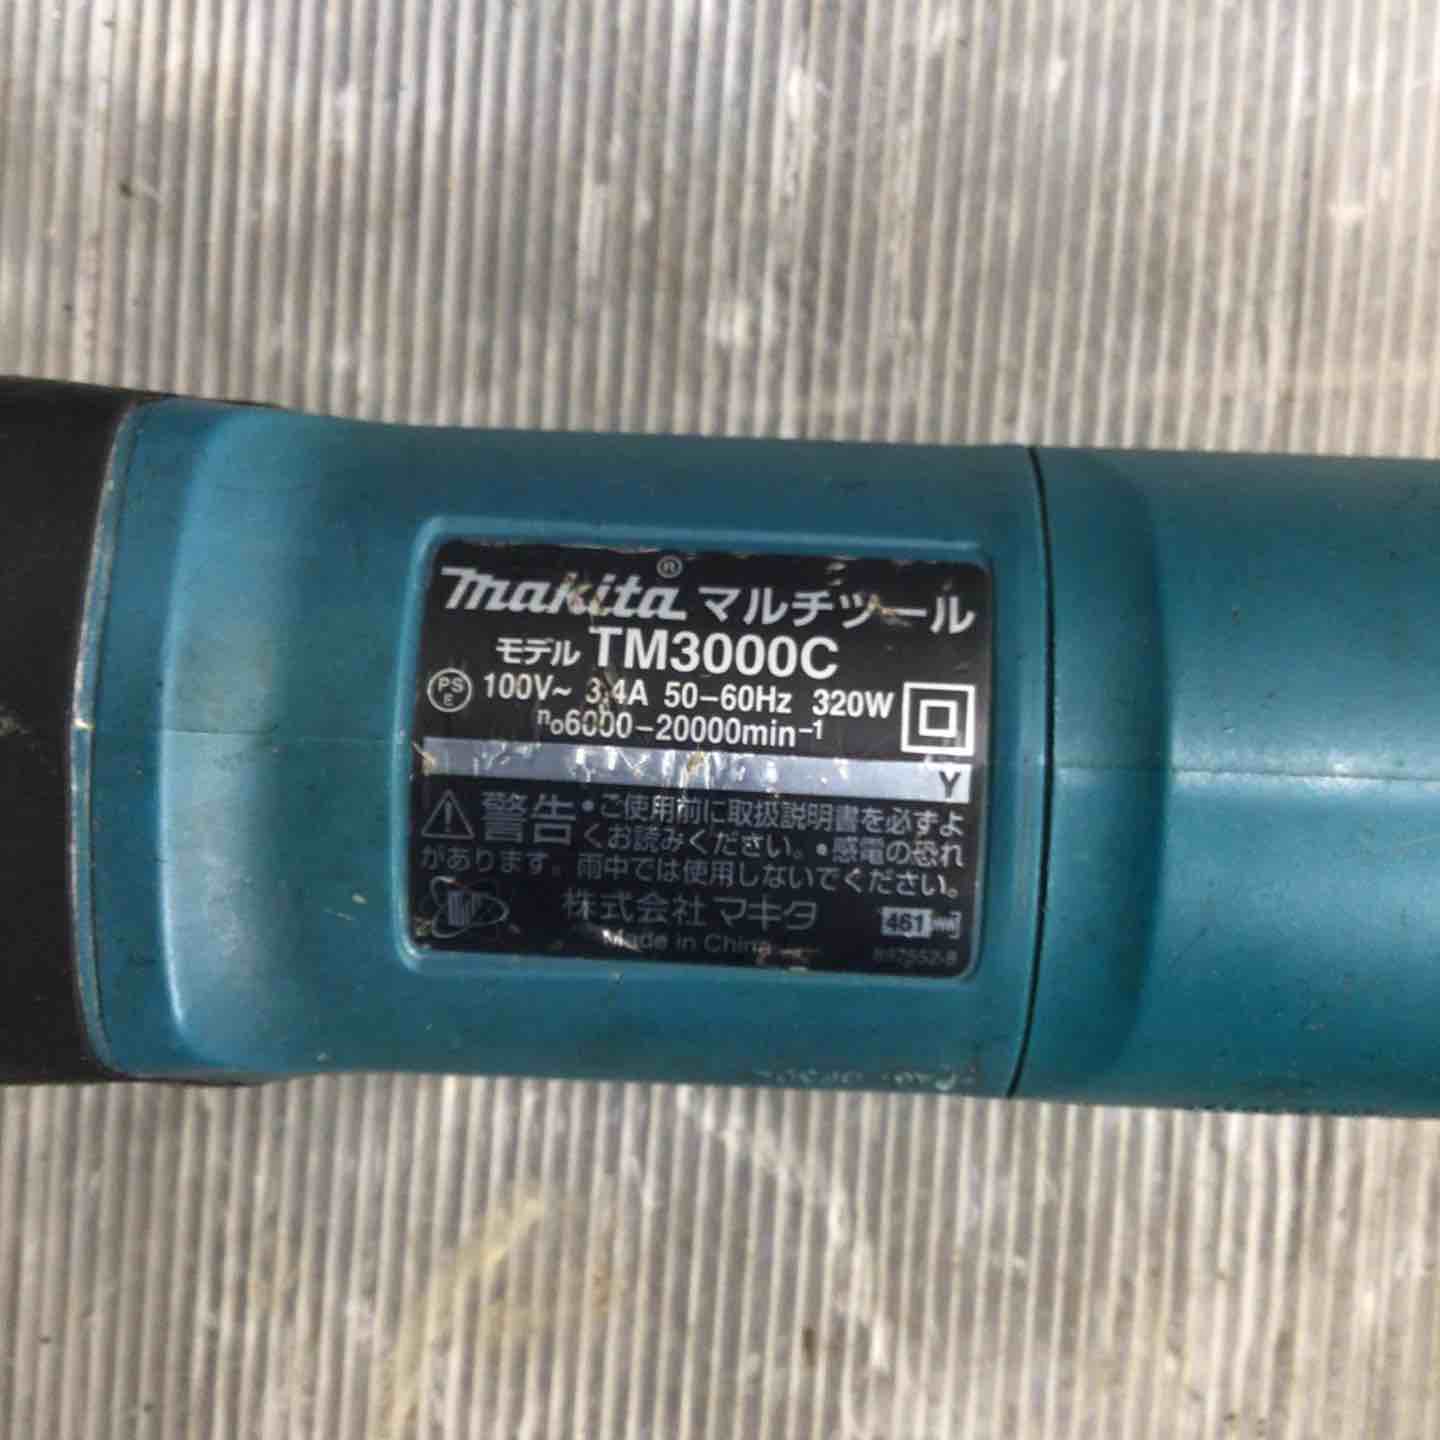 makita® マルチツール
モデル TM3000C
PSE 100V~ 3.4A 50-60Hz 320W
n₀6000-20000min⁻¹
Y
警告 •ご使用前に取扱説明書を必ずよ
くお読みください。•感電の恐れ
があります。雨中では使用しないでください。
株式会社マキタ 461
Made in China